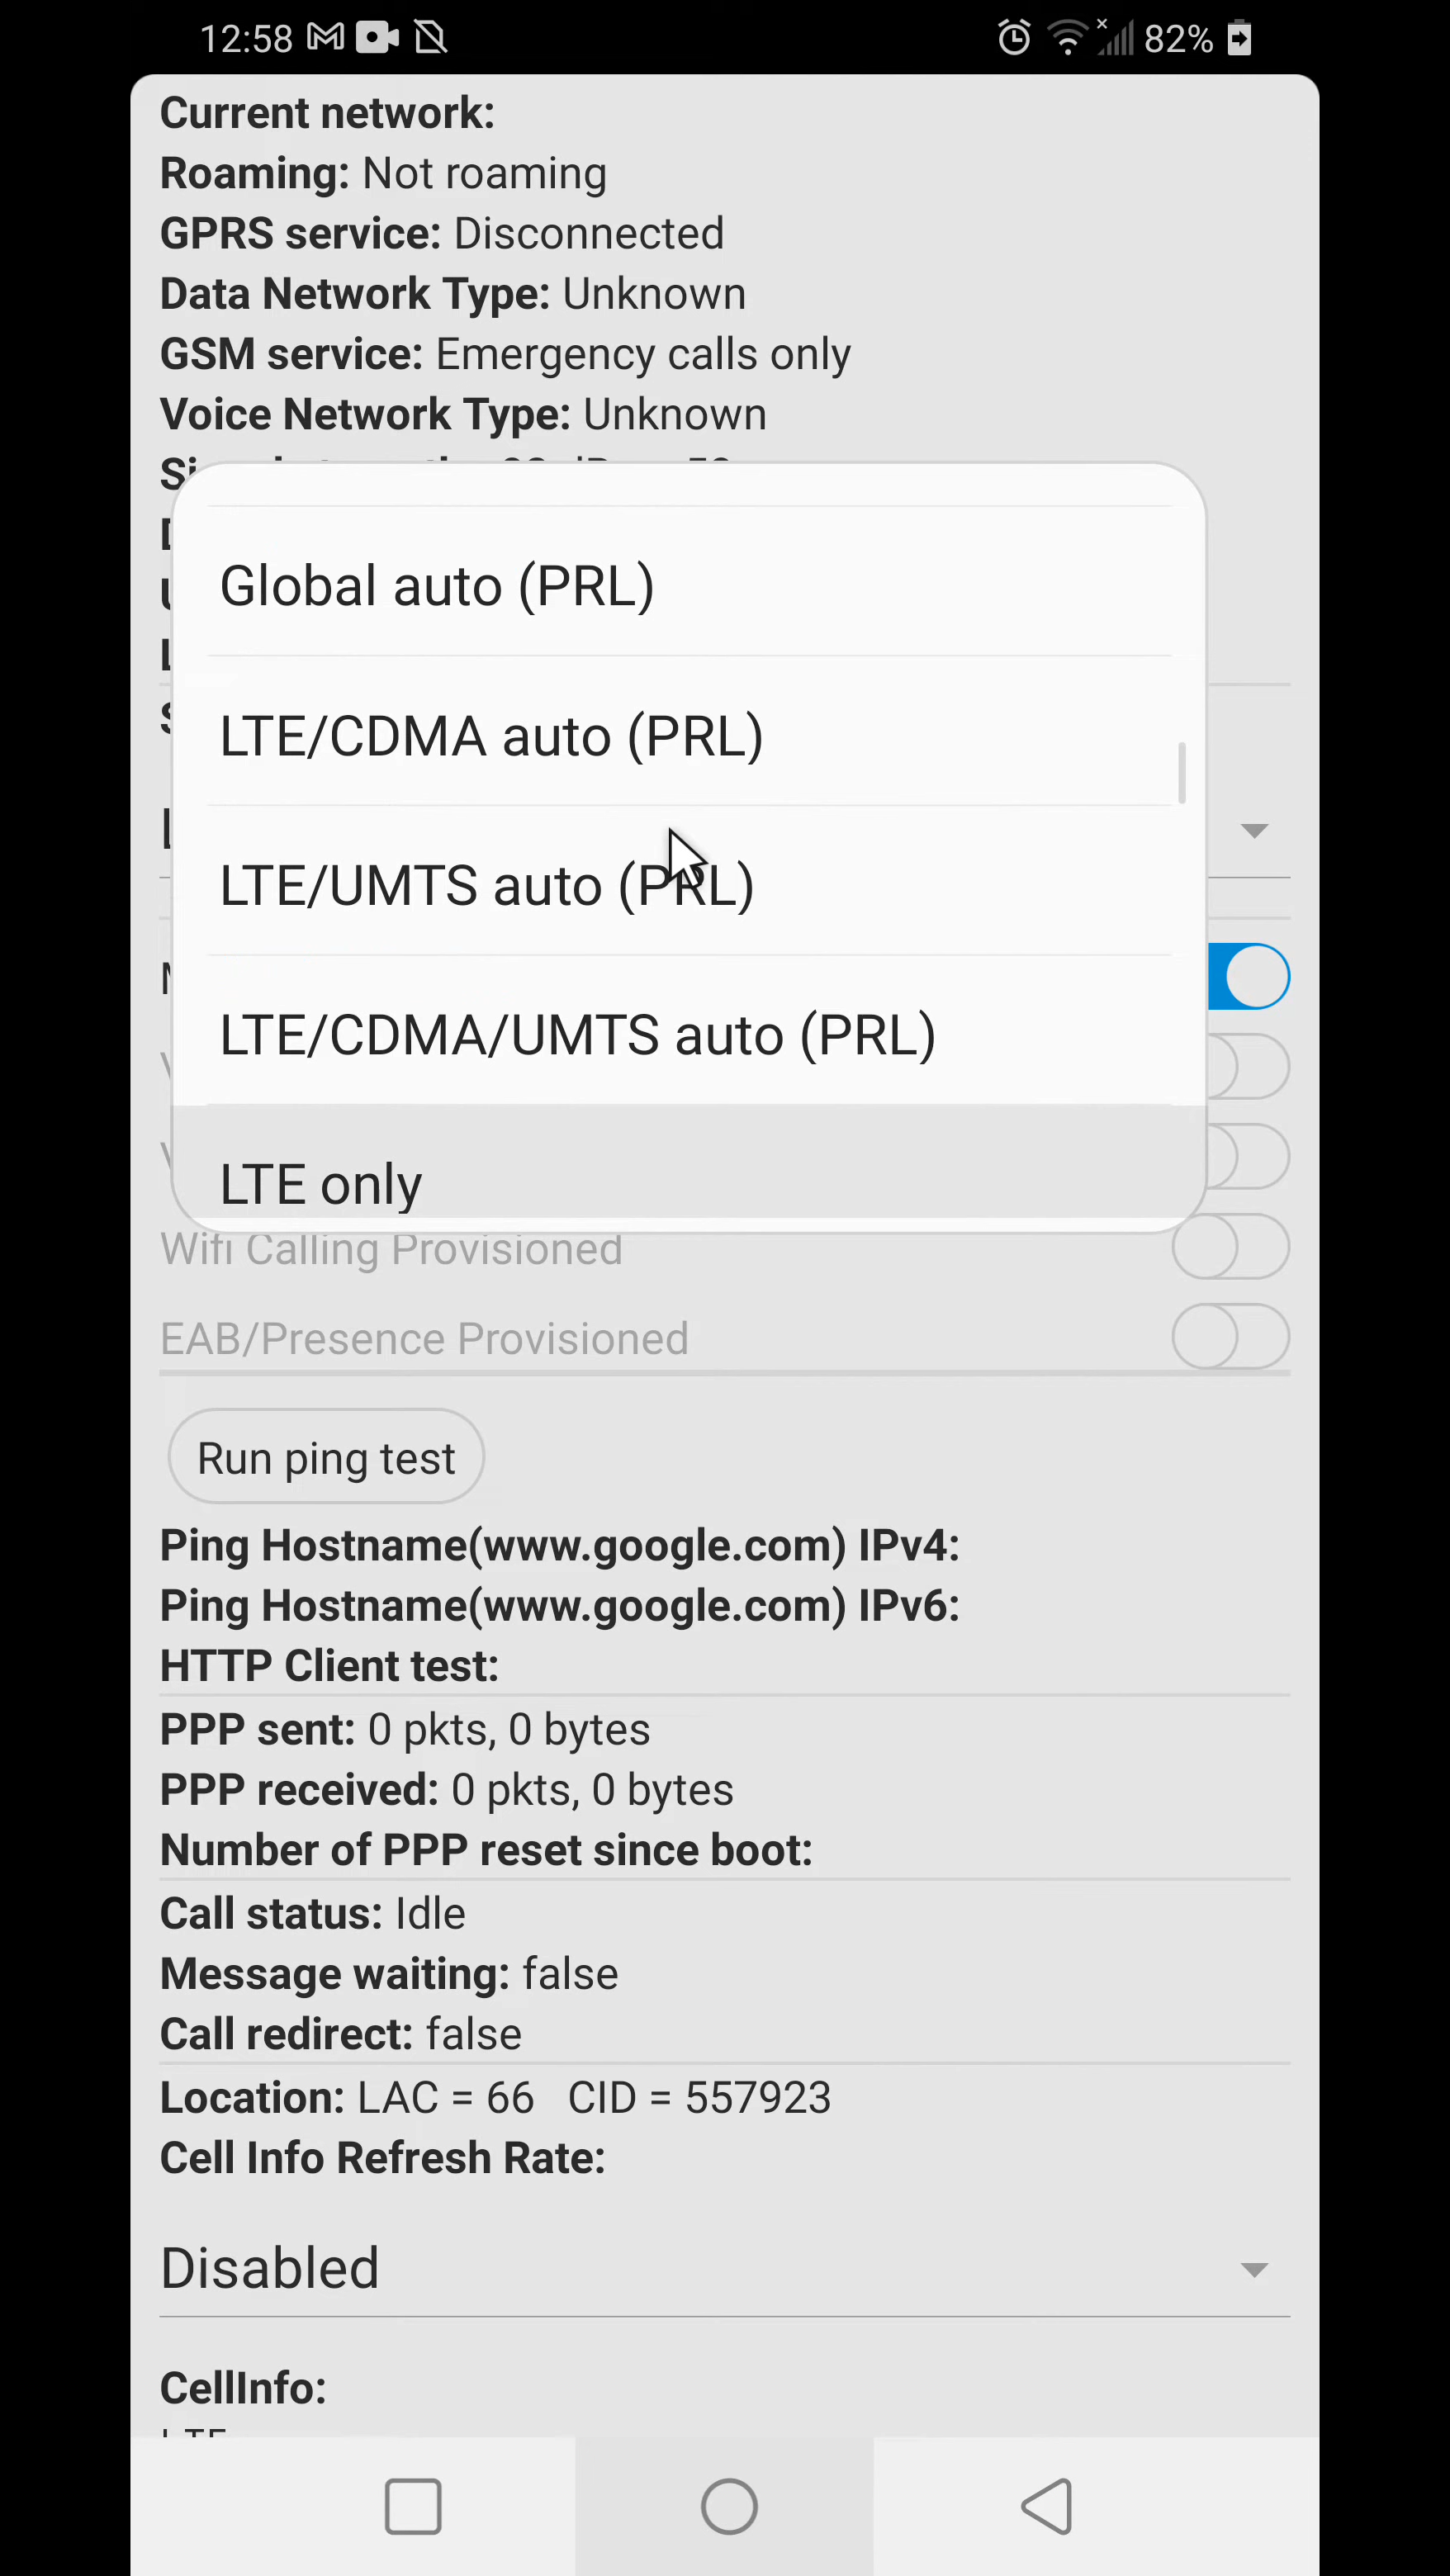 12:58 82%
Current network:
Roaming: Not roaming
GPRS service: Disconnected
Data Network Type: Unknown
GSM service: Emergency calls only
Voice Network Type: Unknown
Global auto (PRL)
LTE/CDMA auto (PRL)
LTE/UMTS auto (PRL)
LTE/CDMA/UMTS auto (PRL)
LTE only
Wifi Calling Provisioned
EAB/Presence Provisioned
Run ping test
Ping Hostname(www.google.com) IPv4:
Ping Hostname(www.google.com) IPv6:
HTTP Client test:
PPP sent: 0 pkts, 0 bytes
PPP received: 0 pkts, 0 bytes
Number of PPP reset since boot:
Call status: Idle
Message waiting: false
Call redirect: false
Location: LAC = 66 CID = 557923
Cell Info Refresh Rate:
Disabled
CellInfo:
LTE